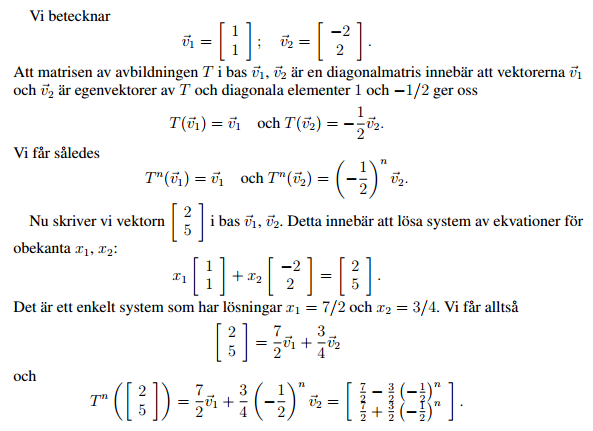 Vi betecknar
$\vec{v}_1 = \begin{bmatrix} 1 \\ 1 \end{bmatrix}; \quad \vec{v}_2 = \begin{bmatrix} -2 \\ 2 \end{bmatrix}.$
Att matrisen av avbildningen $T$ i bas $\vec{v}_1, \vec{v}_2$ är en diagonalmatris innebär att vektorerna $\vec{v}_1$
och $\vec{v}_2$ är egenvektorer av $T$ och diagonala elementer $1$ och $-1/2$ ger oss
$T(\vec{v}_1) = \vec{v}_1 \quad \text{och } T(\vec{v}_2) = -\frac{1}{2}\vec{v}_2.$
Vi får således
$T^n(\vec{v}_1) = \vec{v}_1 \quad \text{och } T^n(\vec{v}_2) = \left(-\frac{1}{2}\right)^n \vec{v}_2.$
Nu skriver vi vektorn $\begin{bmatrix} 2 \\ 5 \end{bmatrix}$ i bas $\vec{v}_1, \vec{v}_2$. Detta innebär att lösa system av ekvationer för
obekanta $x_1, x_2$:
$x_1 \begin{bmatrix} 1 \\ 1 \end{bmatrix} + x_2 \begin{bmatrix} -2 \\ 2 \end{bmatrix} = \begin{bmatrix} 2 \\ 5 \end{bmatrix}.$
Det är ett enkelt system som har lösningar $x_1 = 7/2$ och $x_2 = 3/4$. Vi får alltså
$\begin{bmatrix} 2 \\ 5 \end{bmatrix} = \frac{7}{2}\vec{v}_1 + \frac{3}{4}\vec{v}_2$
och
$T^n\left(\begin{bmatrix} 2 \\ 5 \end{bmatrix}\right) = \frac{7}{2}\vec{v}_1 + \frac{3}{4}\left(-\frac{1}{2}\right)^n \vec{v}_2 = \begin{bmatrix} \frac{7}{2} - \frac{3}{2}\left(-\frac{1}{2}\right)^n \\ \frac{7}{2} + \frac{3}{2}\left(-\frac{1}{2}\right)^n \end{bmatrix}.$